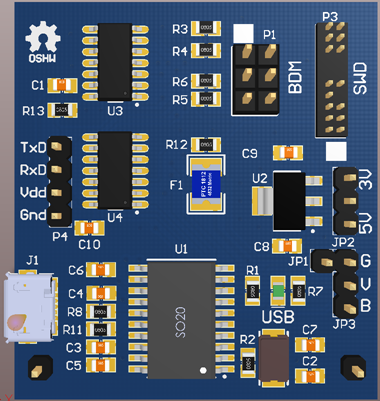 OSHW
C1
R13
U3
R3
R4
R6
R5
P1
BDM
P3
SWD
TxD
RxD
Vdd
Gnd
P4
C10
U4
R12
F1
PTC 1812
C9
U2
C8
3V
5V
JP2
JP1
G
V
B
JP3
J1
C6
C4
R8
R11
C3
C5
U1
SO20
R1
R7
USB
R2
C7
C2